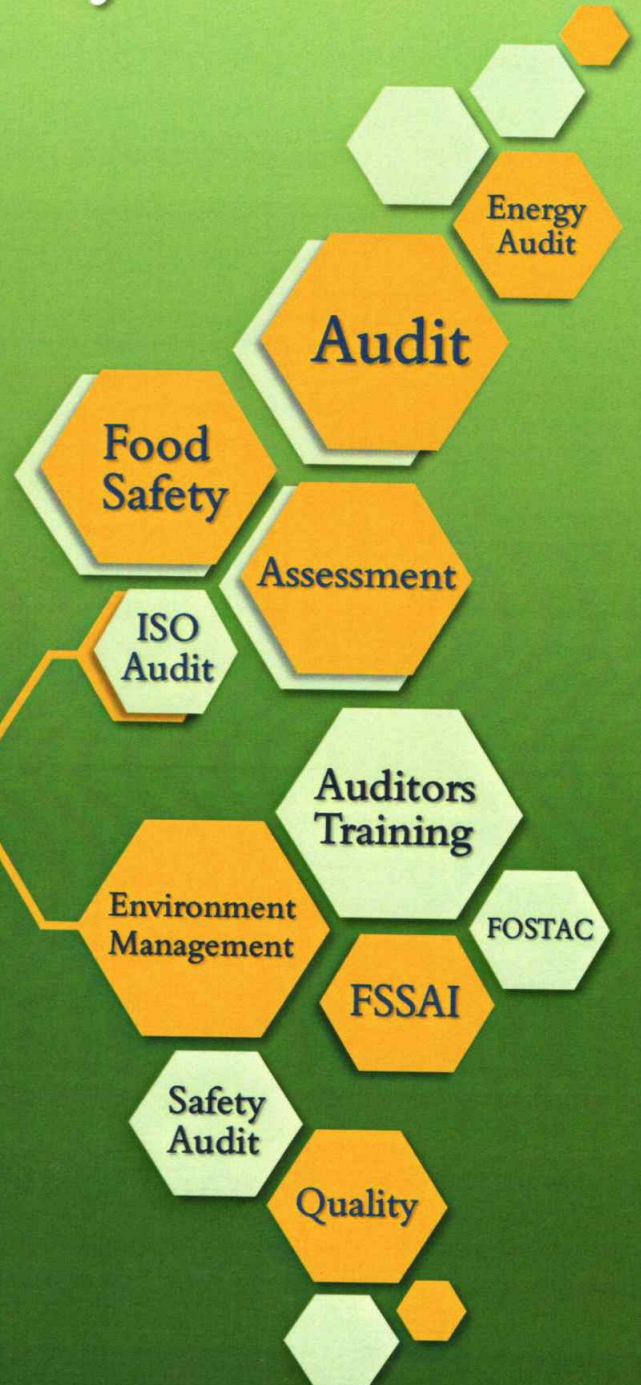 Energy
Audit
Audit
Food
Safety
Assessment
ISO
Audit
Auditors
Training
Environment
Management
FOSTAC
FSSAI
Safety
Audit
Quality